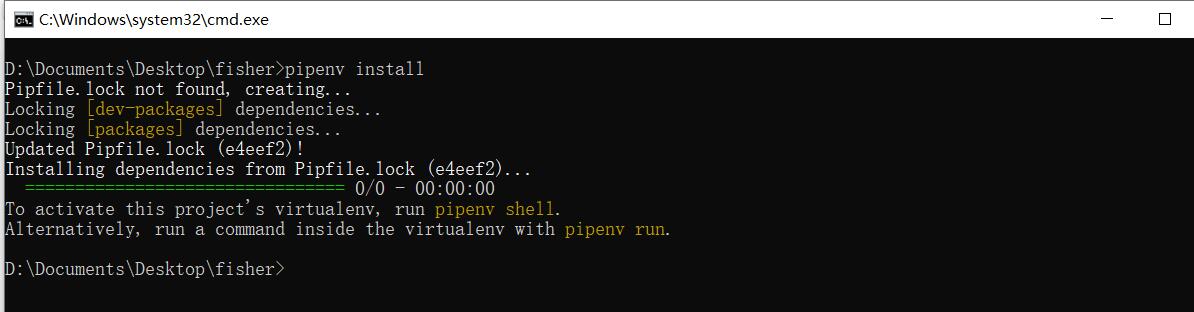 C:\Windows\system32\cmd.exe
D:\Documents\Desktop\fisher>pipenv install
Pipfile.lock not found, creating...
Locking [dev-packages] dependencies...
Locking [packages] dependencies...
Updated Pipfile.lock (e4eef2)!
Installing dependencies from Pipfile.lock (e4eef2)...
================================ 0/0 - 00:00:00
To activate this project's virtualenv, run pipenv shell.
Alternatively, run a command inside the virtualenv with pipenv run.
D:\Documents\Desktop\fisher>